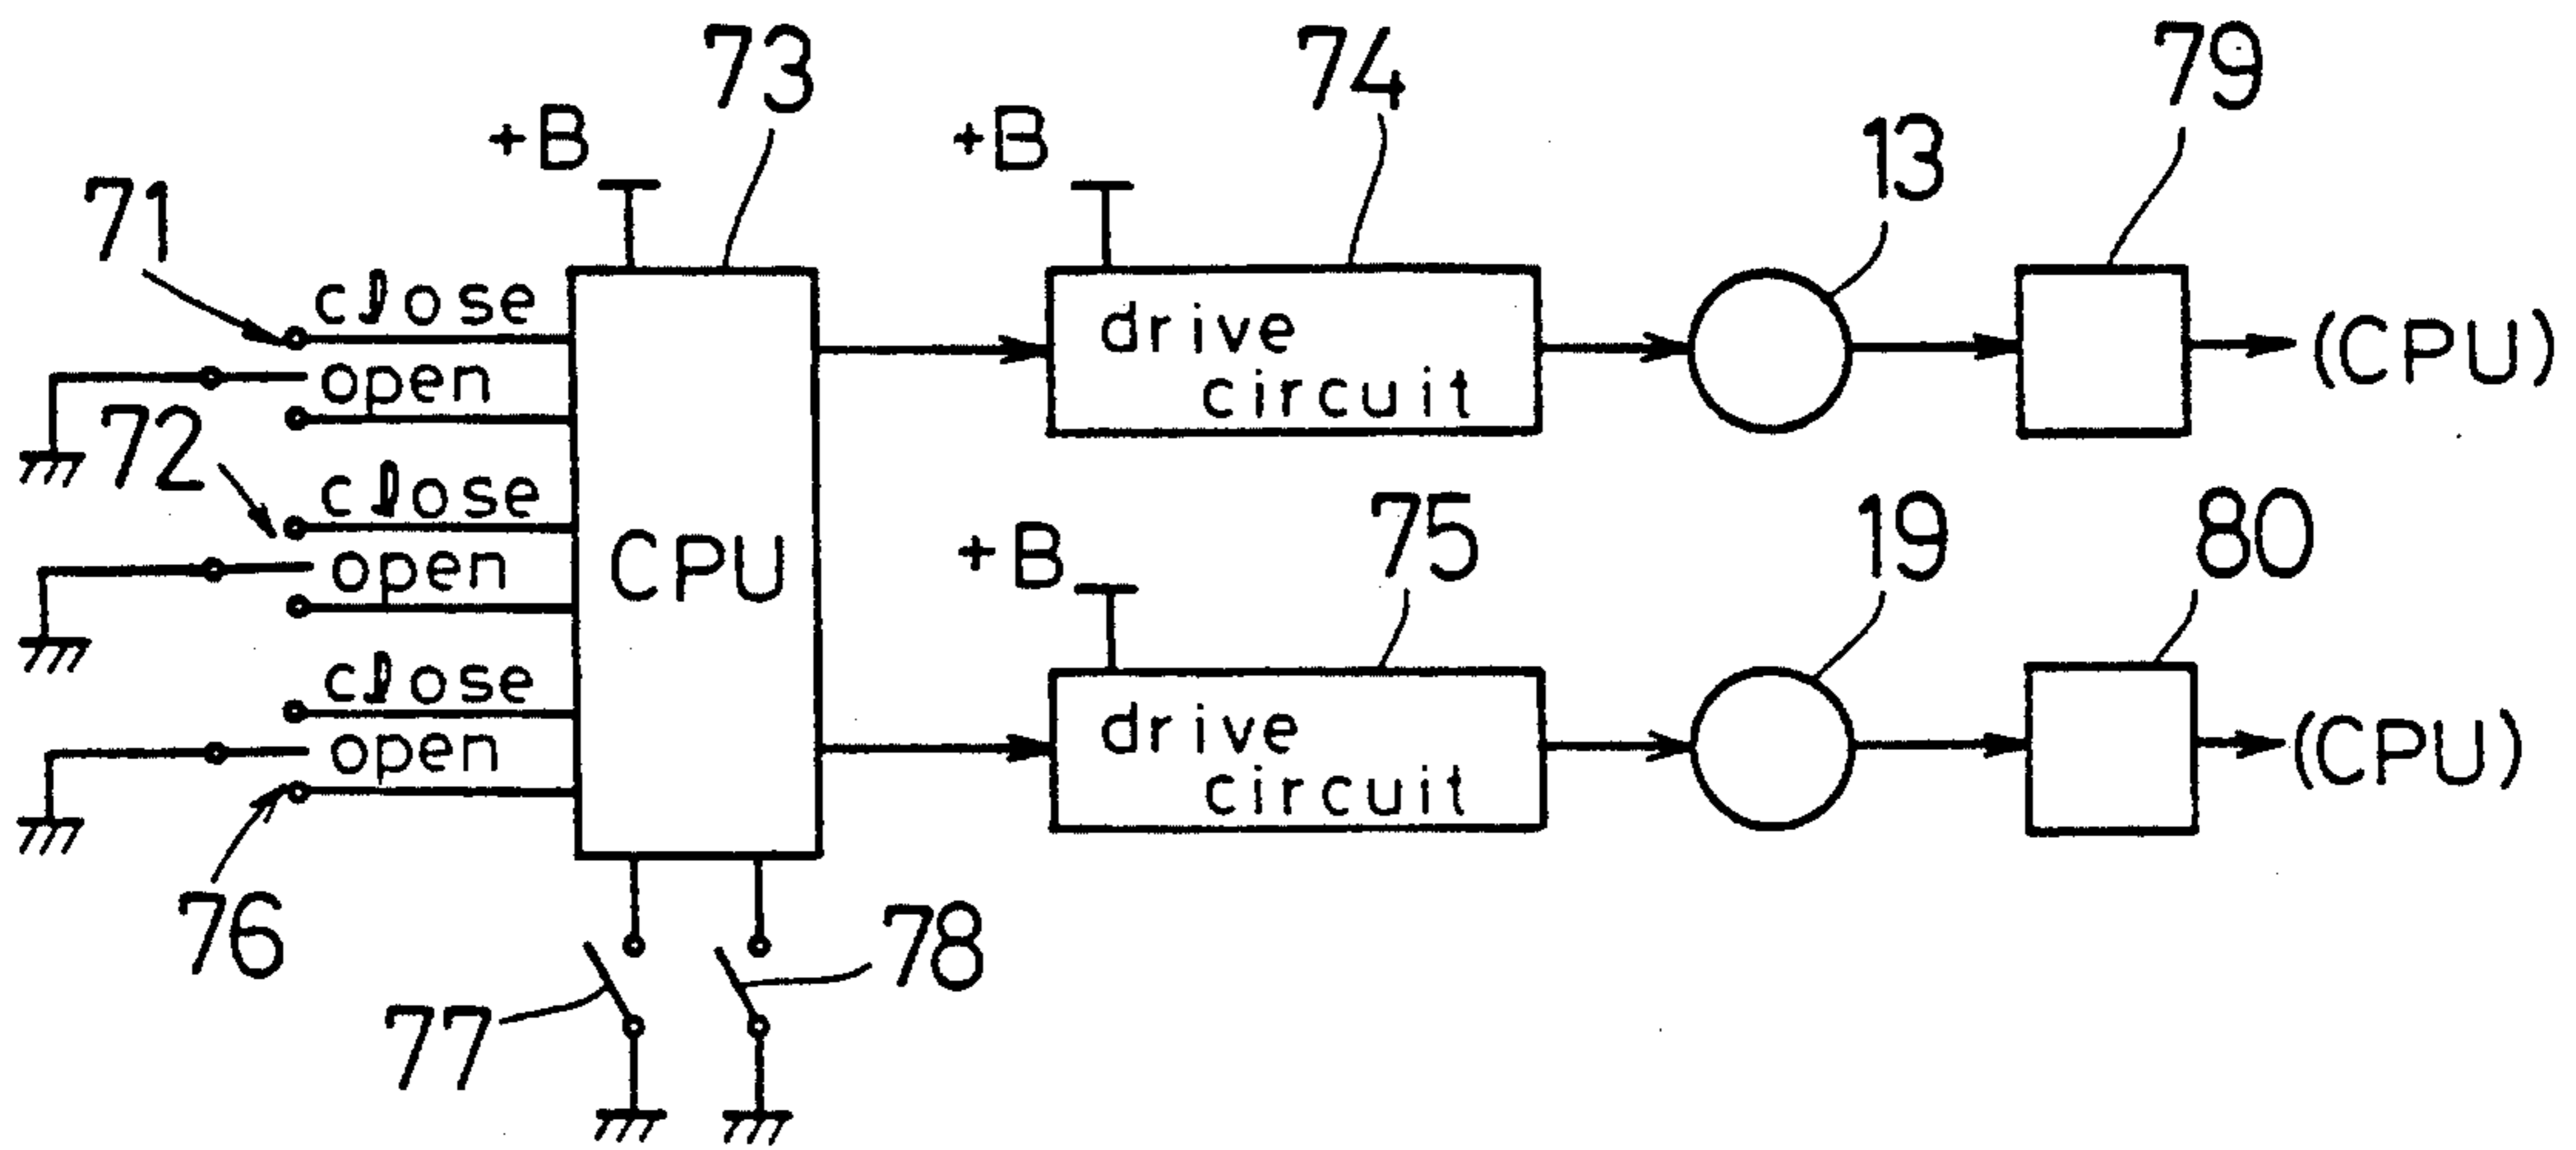 73
74
79
+B
+B
13
71
close
open
drive
circuit
(CPU)
72
close
open
CPU
+B
75
19
80
close
open
drive
circuit
(CPU)
76
78
77